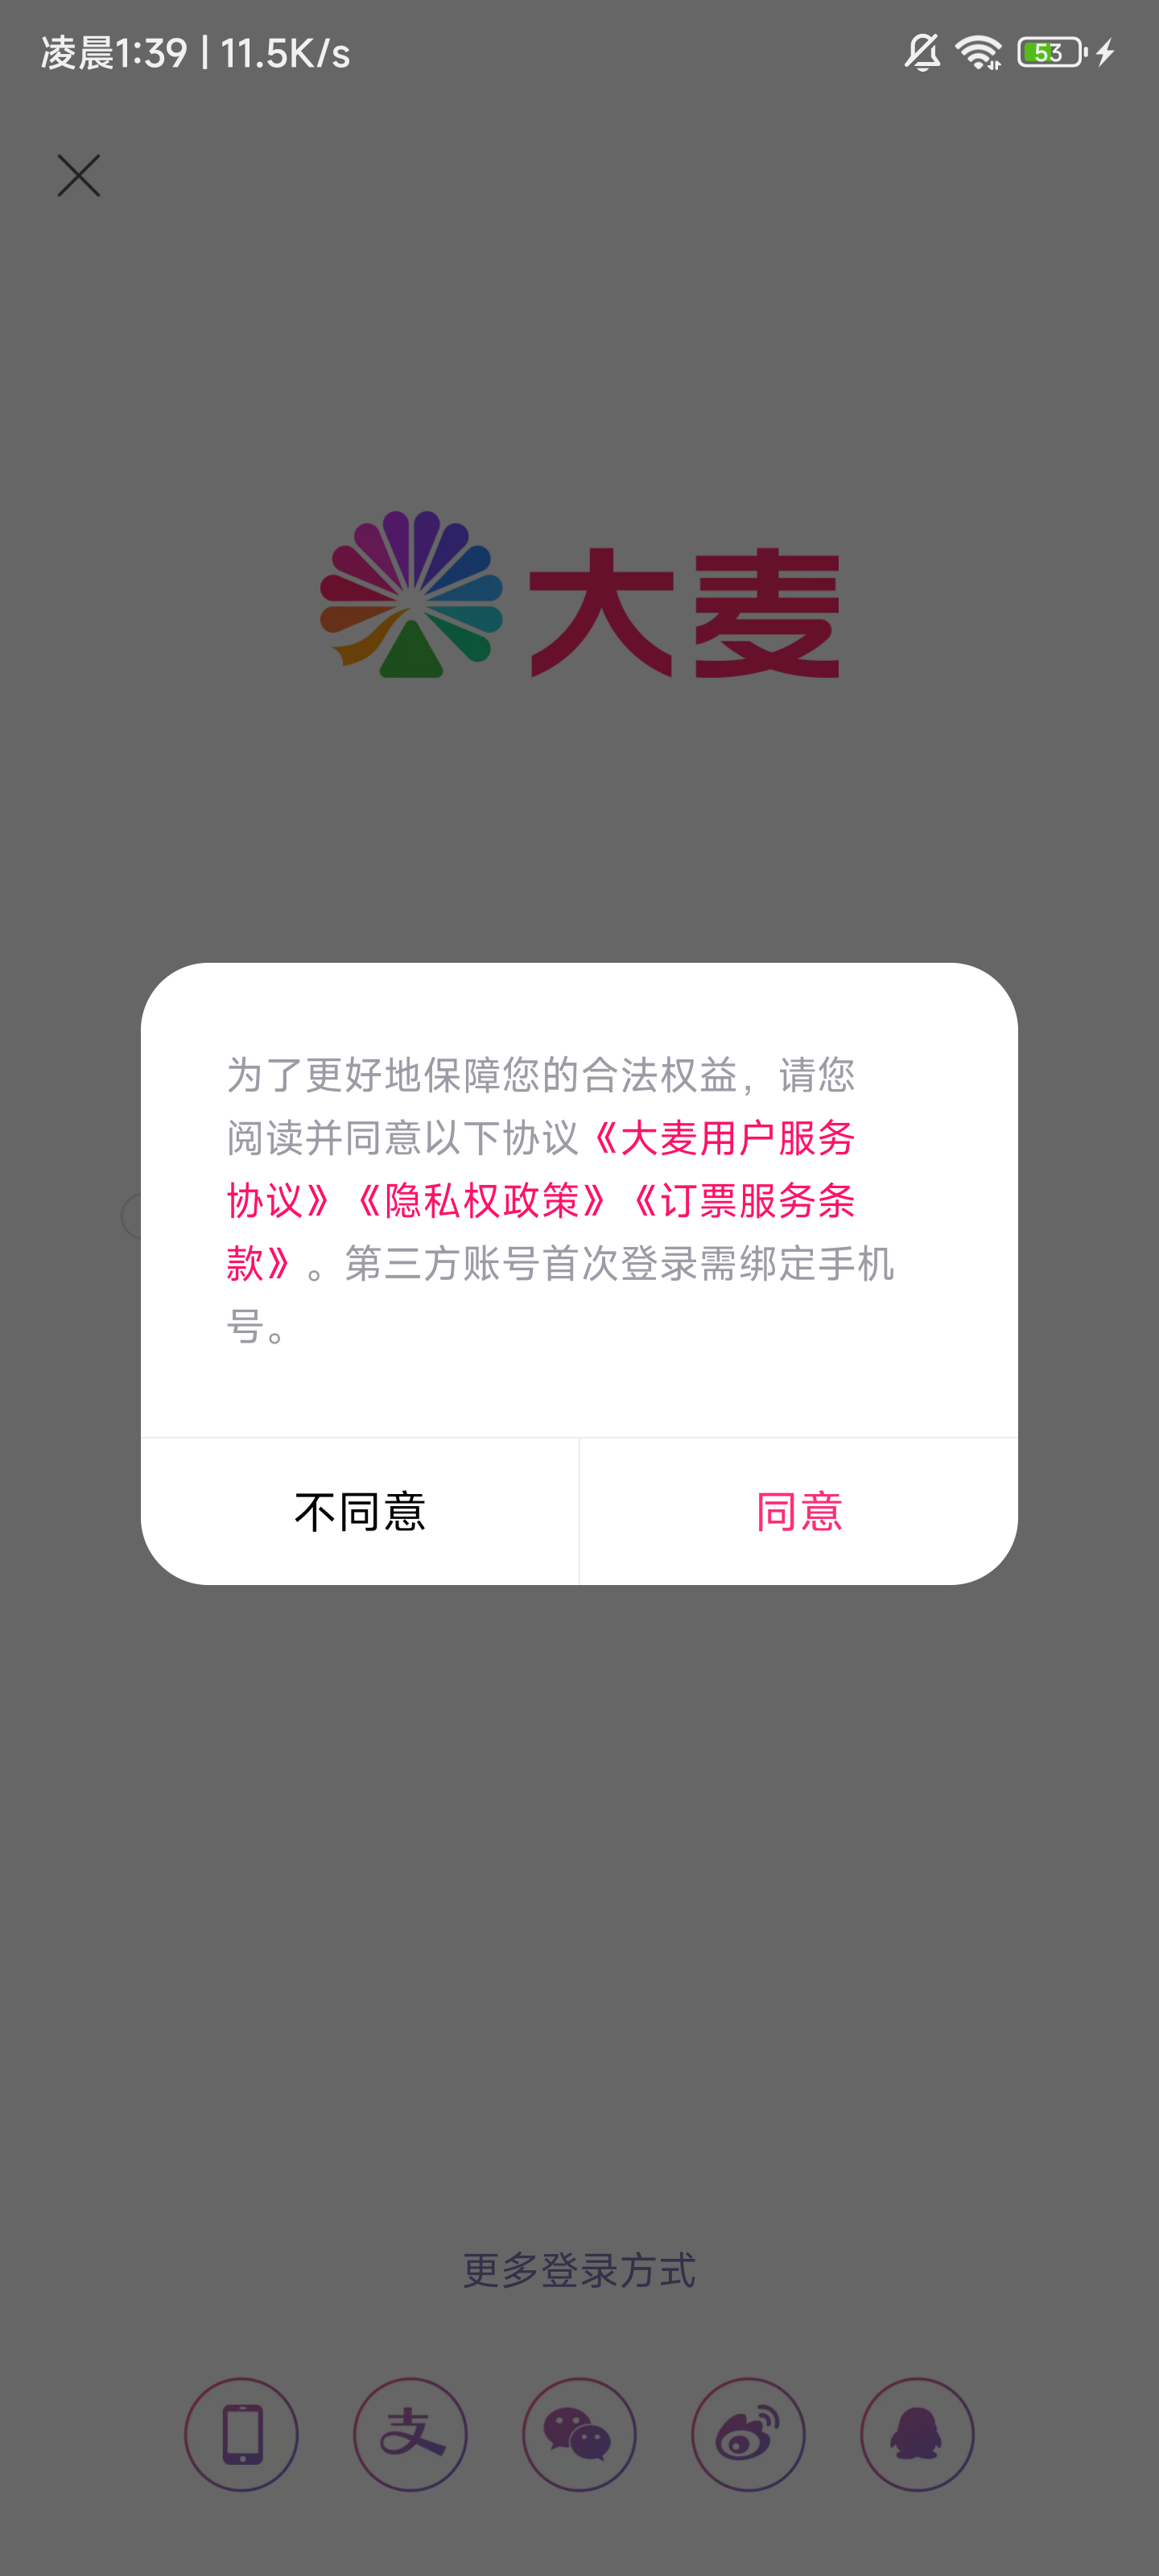 凌晨1:39 | 11.5K/s
53
大麦
为了更好地保障您的合法权益，请您
阅读并同意以下协议《大麦用户服务
协议》《隐私权政策》《订票服务条
款》。第三方账号首次登录需绑定手机
号。
不同意
同意
更多登录方式
支